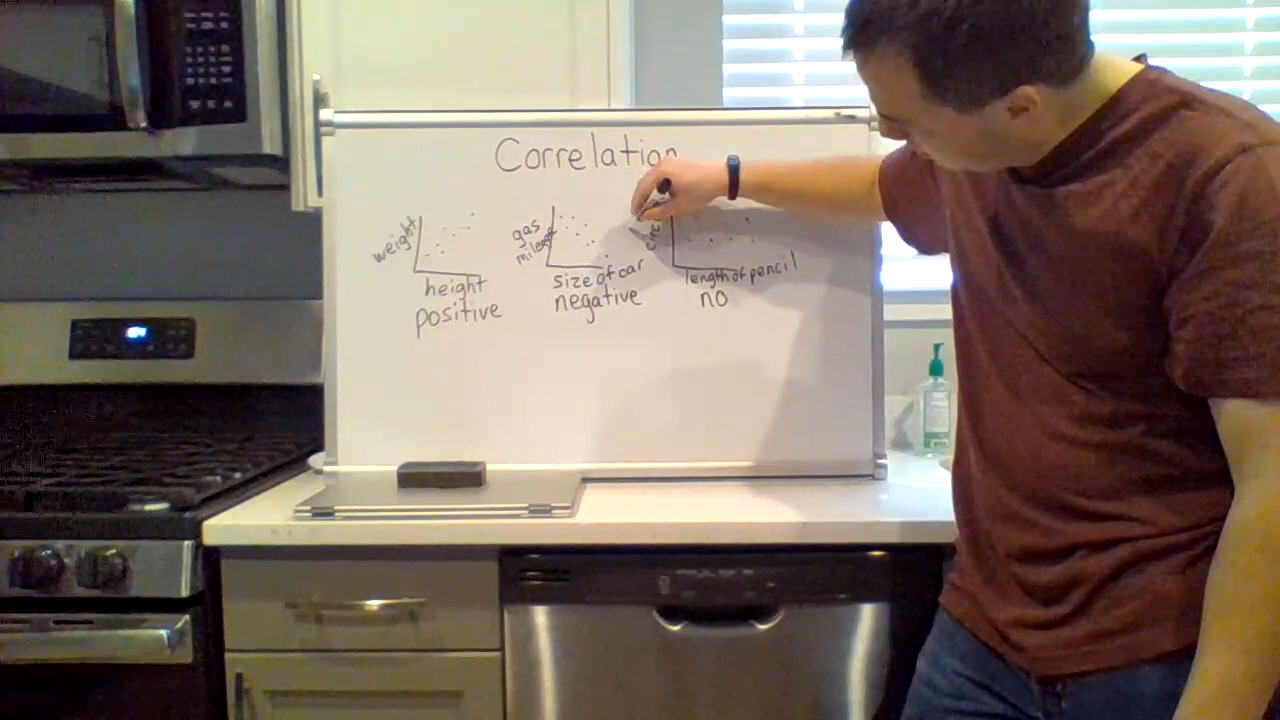 Correlation
weight
height
positive
gas
mileage
size of car
negative
length of pencil
no